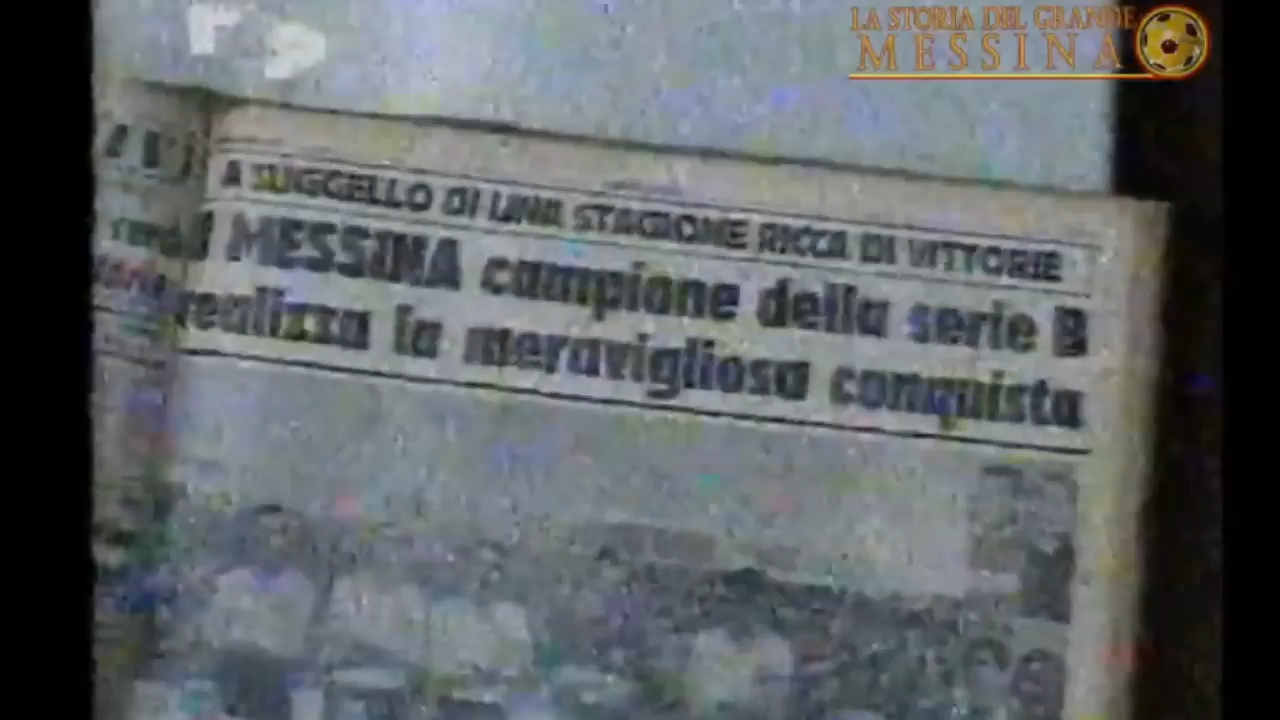 LA STORIA DEL GRANDE
MESSINA
A SUGGELLO DI UNA STAGIONE RICCA DI VITTORIE
MESSINA campione della serie B
realizza la meravigliosa conquista